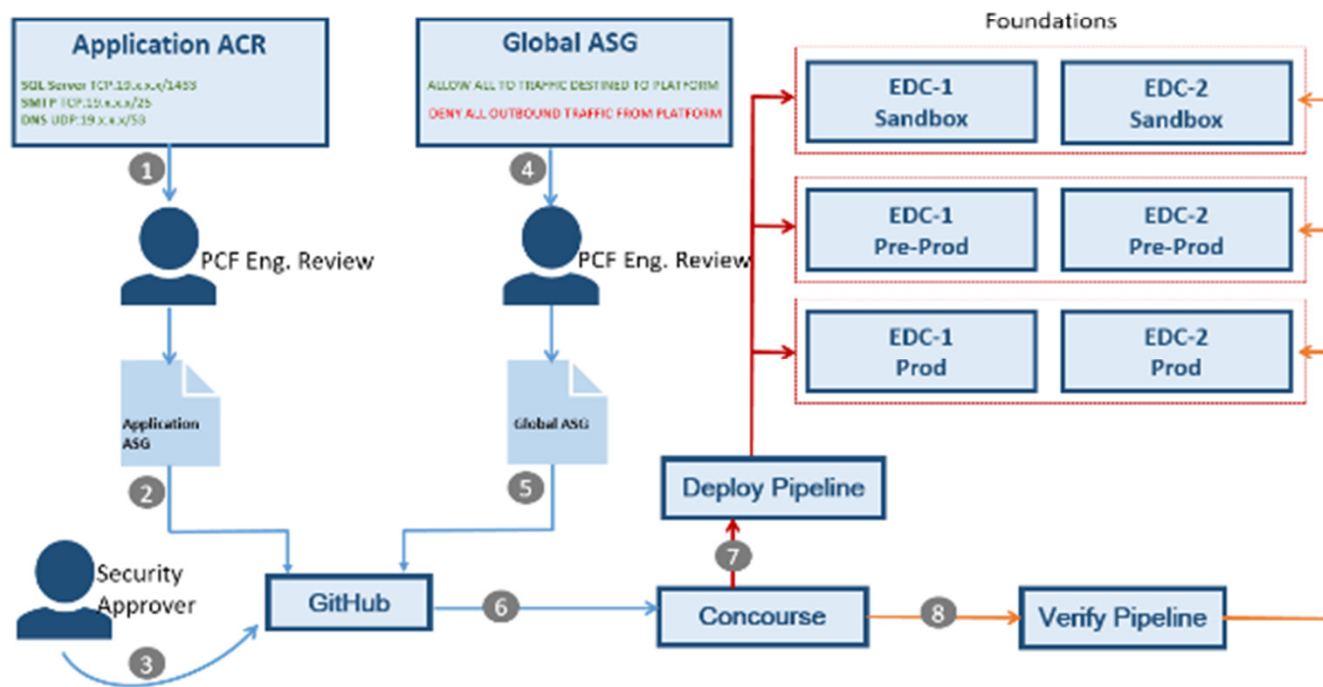 Application ACR
SQL Server TCP:19.x.x.x/1433
SMTP TCP:19.x.x.x/25
DNS UDP:19.x.x.x/53
1
PCF Eng. Review
Application
ASG
2
Security
Approver
3
Global ASG
ALLOW ALL TO TRAFFIC DESTINED TO PLATFORM
DENY ALL OUTBOUND TRAFFIC FROM PLATFORM
4
PCF Eng. Review
Global ASG
5
GitHub
6
Concourse
7
Deploy Pipeline
8
Verify Pipeline
Foundations
EDC-1
Sandbox
EDC-2
Sandbox
EDC-1
Pre-Prod
EDC-2
Pre-Prod
EDC-1
Prod
EDC-2
Prod